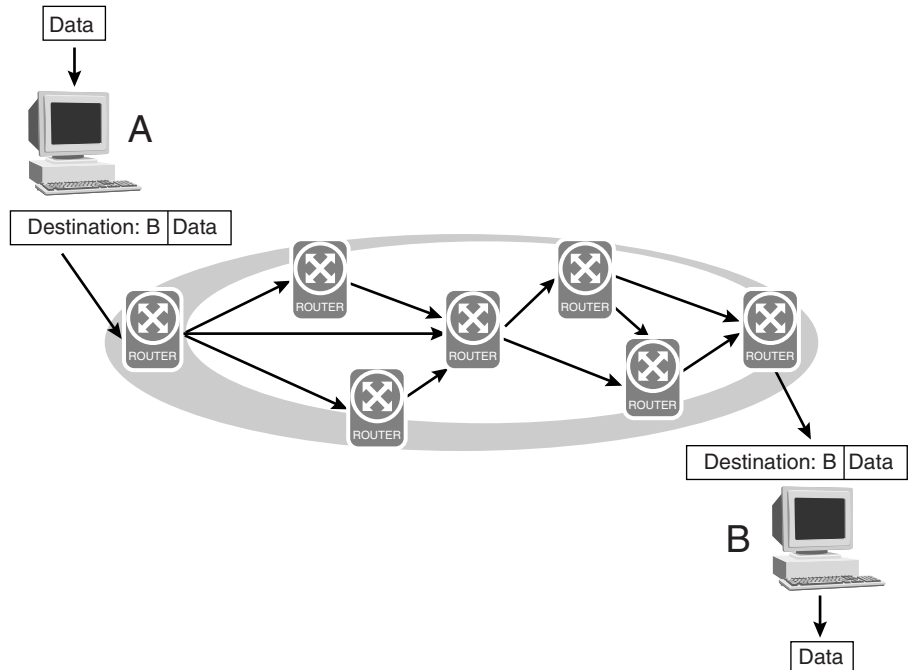 Data
A
Destination: B Data
ROUTER
ROUTER
ROUTER
ROUTER
ROUTER
ROUTER
ROUTER
Destination: B Data
B
Data